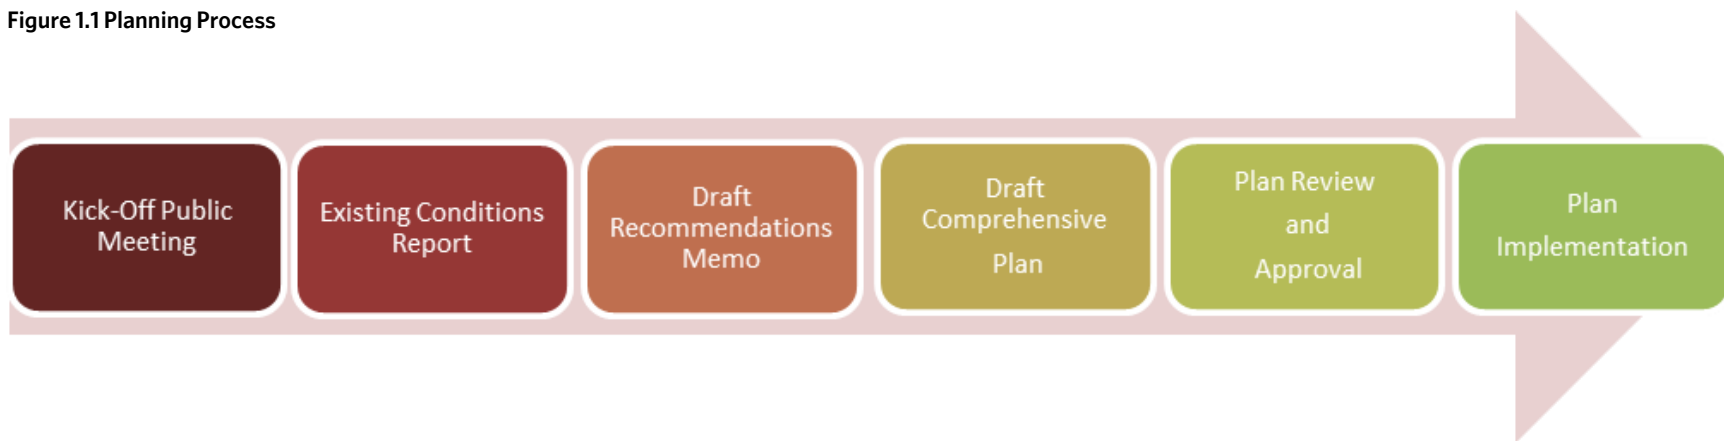 Figure 1.1 Planning Process
Kick-Off Public
Meeting
Existing Conditions
Report
Draft
Recommendations
Memo
Draft
Comprehensive
Plan
Plan Review
and
Approval
Plan
Implementation